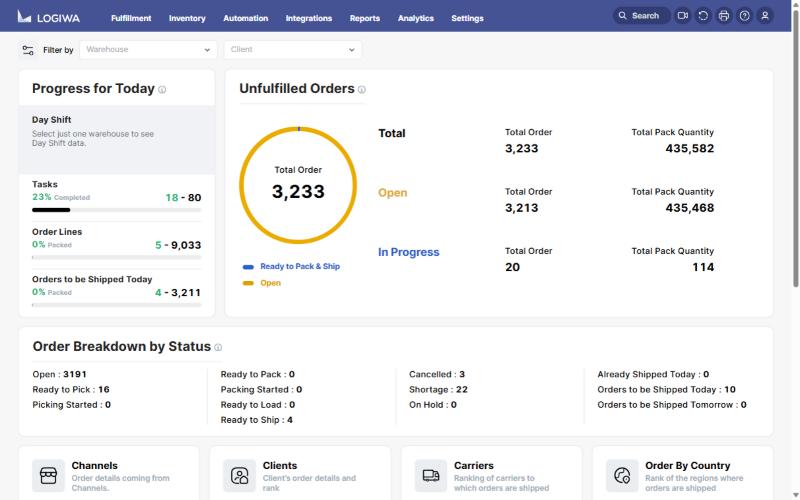 LOGIWA
Fulfillment Inventory Automation Integrations Reports Analytics Settings
Search
Filter by Warehouse Client
Progress for Today
Day Shift
Select just one warehouse to see
Day Shift data.
Tasks
23% Completed 18 - 80
Order Lines
0% Packed 5 - 9,033
Orders to be Shipped Today
0% Packed 4 - 3,211
Unfulfilled Orders
Total Order
3,233
Ready to Pack & Ship
Open
Total Total Order Total Pack Quantity
3,233 435,582
Open Total Order Total Pack Quantity
3,213 435,468
In Progress Total Order Total Pack Quantity
20 114
Order Breakdown by Status
Open : 3191
Ready to Pick : 16
Picking Started : 0
Ready to Pack : 0
Packing Started : 0
Ready to Load : 0
Ready to Ship : 4
Cancelled : 3
Shortage : 22
On Hold : 0
Already Shipped Today : 0
Orders to be Shipped Today : 10
Orders to be Shipped Tomorrow : 0
Channels
Order details coming from
Channels.
Clients
Client's order details and
rank
Carriers
Ranking of carriers to
which orders are shipped
Order By Country
Rank of the regions where
orders are shipped